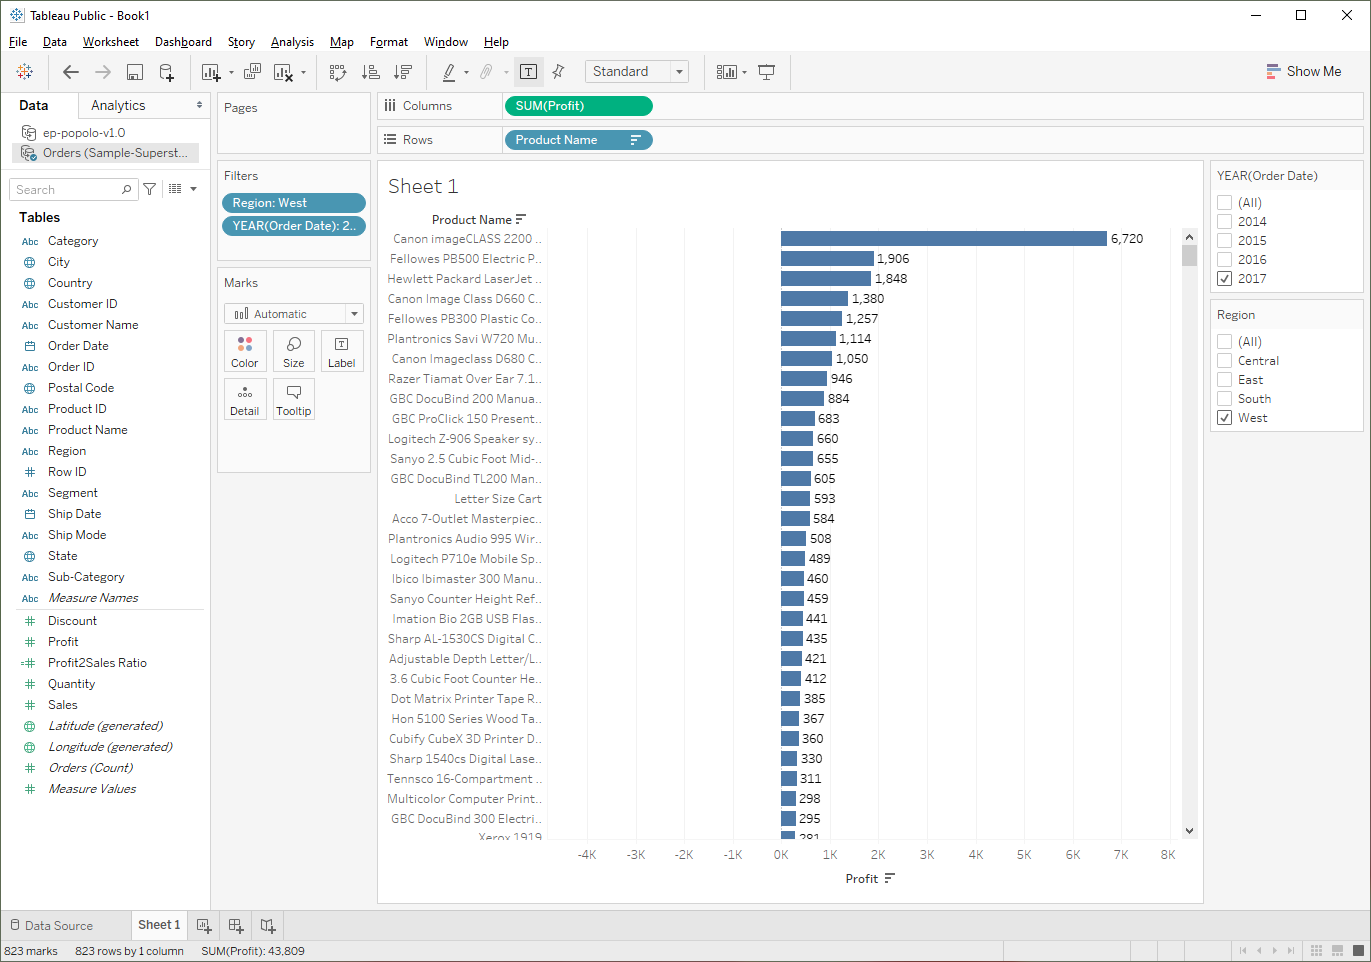 Tableau Public - Book1
File Data Worksheet Dashboard Story Analysis Map Format Window Help
Standard
Show Me
Data Analytics
ep-popolo-v1.0
Orders (Sample-Superst...
Search
Tables
Abc Category
City
Country
Abc Customer ID
Abc Customer Name
Order Date
Abc Order ID
Postal Code
Abc Product ID
Abc Product Name
Abc Region
# Row ID
Abc Segment
Ship Date
Abc Ship Mode
State
Abc Sub-Category
Abc Measure Names
# Discount
# Profit
=# Profit2Sales Ratio
# Quantity
# Sales
Latitude (generated)
Longitude (generated)
# Orders (Count)
# Measure Values
Pages
Filters
Region: West
YEAR(Order Date): 2..
Marks
Automatic
Color Size Label
Detail Tooltip
Columns SUM(Profit)
Rows Product Name
Sheet 1
Product Name
Canon imageCLASS 2200 .. 6,720
Fellowes PB500 Electric P.. 1,906
Hewlett Packard LaserJet .. 1,848
Canon Image Class D660 C.. 1,380
Fellowes PB300 Plastic Co.. 1,257
Plantronics Savi W720 Mu.. 1,114
Canon Imageclass D680 C.. 1,050
Razer Tiamat Over Ear 7.1.. 946
GBC DocuBind 200 Manua.. 884
GBC ProClick 150 Present.. 683
Logitech Z-906 Speaker sy.. 660
Sanyo 2.5 Cubic Foot Mid-.. 655
GBC DocuBind TL200 Man.. 605
Letter Size Cart 593
Acco 7-Outlet Masterpiec.. 584
Plantronics Audio 995 Wir.. 508
Logitech P710e Mobile Sp.. 489
Ibico Ibimaster 300 Manu.. 460
Sanyo Counter Height Ref.. 459
Imation Bio 2GB USB Flas.. 441
Sharp AL-1530CS Digital C.. 435
Adjustable Depth Letter/L.. 421
3.6 Cubic Foot Counter He.. 412
Dot Matrix Printer Tape R.. 385
Hon 5100 Series Wood Ta.. 367
Cubify CubeX 3D Printer D.. 360
Sharp 1540cs Digital Lase.. 330
Tennsco 16-Compartment .. 311
Multicolor Computer Print.. 298
GBC DocuBind 300 Electri.. 295
Xerox 1919 281
-4K -3K -2K -1K 0K 1K 2K 3K 4K 5K 6K 7K 8K
Profit
YEAR(Order Date)
(All)
2014
2015
2016
2017
Region
(All)
Central
East
South
West
Data Source Sheet 1
823 marks 823 rows by 1 column SUM(Profit): 43,809